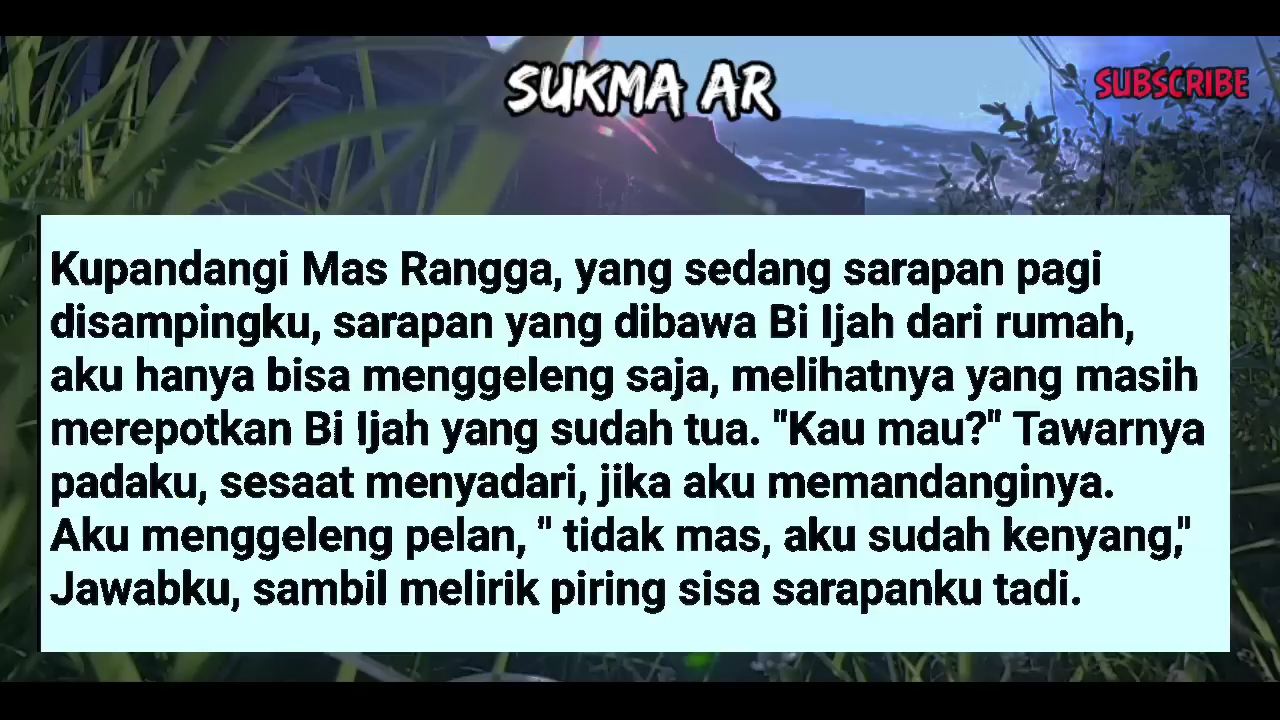 SUKMA AR
SUBSCRIBE
Kupandangi Mas Rangga, yang sedang sarapan pagi
disampingku, sarapan yang dibawa Bi Ijah dari rumah,
aku hanya bisa menggeleng saja, melihatnya yang masih
merepotkan Bi Ijah yang sudah tua. "Kau mau?" Tawarnya
padaku, sesaat menyadari, jika aku memandanginya.
Aku menggeleng pelan, " tidak mas, aku sudah kenyang,"
Jawabku, sambil melirik piring sisa sarapanku tadi.